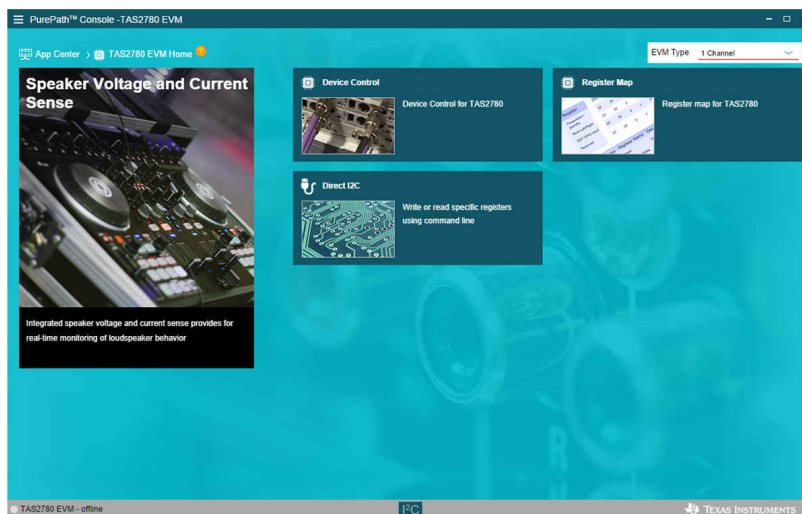 PurePath™ Console -TAS2780 EVM
App Center > TAS2780 EVM Home ?
EVM Type 1 Channel
Speaker Voltage and Current
Sense
Integrated speaker voltage and current sense provides for
real-time monitoring of loudspeaker behavior
Device Control
Device Control for TAS2780
Register Map
Register map for TAS2780
Register
Direct I2C
Write or read specific registers
using command line
TAS2780 EVM - offline
I²C
TEXAS INSTRUMENTS